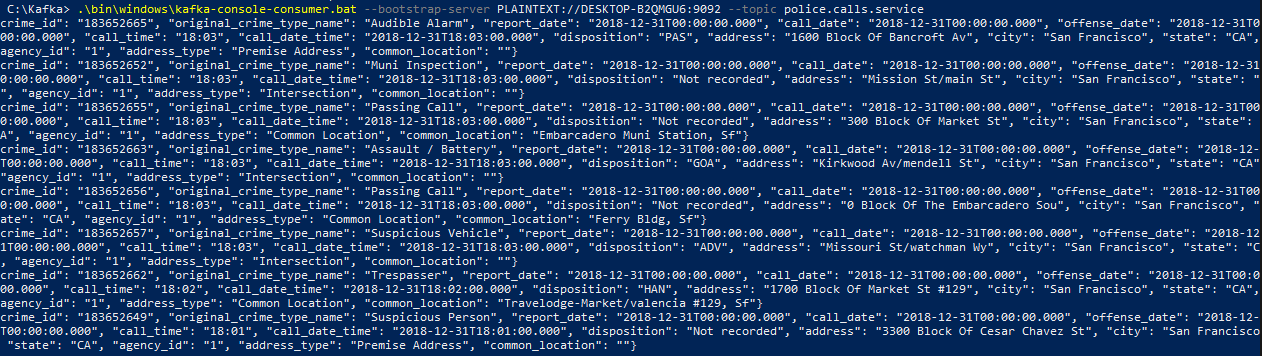 C:\Kafka> .\bin\windows\kafka-console-consumer.bat --bootstrap-server PLAINTEXT://DESKTOP-B2QMGU6:9092 --topic police.calls.service
crime_id": "183652654", "original_crime_type_name": "Audible Alarm", "report_date": "2018-12-31T00:00:00.000", "call_date": "2018-12-31T00:00:00.000", "offense_date": "2018-12-31T00:
00.000", "call_time": "18:03", "call_date_time": "2018-12-31T18:03:00.000", "disposition": "PAS", "address": "1600 Block Of Bancroft Av", "city": "San Francisco", "state": "CA",
agency_id": "1", "address_type": "Premise Address", "common_location": ""}
crime_id": "183652652", "original_crime_type_name": "Muni Inspection", "report_date": "2018-12-31T00:00:00.000", "call_date": "2018-12-31T00:00:00.000", "offense_date": "2018-12-31
0:00:00.000", "call_time": "18:03", "call_date_time": "2018-12-31T18:03:00.000", "disposition": "Not recorded", "address": "Mission St/main St", "city": "San Francisco", "state": "
", "agency_id": "1", "address_type": "Intersection", "common_location": ""}
crime_id": "183652655", "original_crime_type_name": "Passing Call", "report_date": "2018-12-31T00:00:00.000", "call_date": "2018-12-31T00:00:00.000", "offense_date": "2018-12-31T00
0:00.000", "call_time": "18:03", "call_date_time": "2018-12-31T18:03:00.000", "disposition": "Not recorded", "address": "300 Block Of Market St", "city": "San Francisco", "state":
A", "agency_id": "1", "address_type": "Common Location", "common_location": "Embarcadero Muni Station, Sf"}
crime_id": "183652663", "original_crime_type_name": "Assault / Battery", "report_date": "2018-12-31T00:00:00.000", "call_date": "2018-12-31T00:00:00.000", "offense_date": "2018-12-
T00:00:00.000", "call_time": "18:03", "call_date_time": "2018-12-31T18:03:00.000", "disposition": "GOA", "address": "Kirkwood Av/mendell St", "city": "San Francisco", "state": "CA"
agency_id": "1", "address_type": "Intersection", "common_location": ""}
crime_id": "183652656", "original_crime_type_name": "Passing Call", "report_date": "2018-12-31T00:00:00.000", "call_date": "2018-12-31T00:00:00.000", "offense_date": "2018-12-31T00
0:00.000", "call_time": "18:03", "call_date_time": "2018-12-31T18:03:00.000", "disposition": "Not recorded", "address": "0 Block Of The Embarcadero Sou", "city": "San Francisco", "
ate": "CA", "agency_id": "1", "address_type": "Common Location", "common_location": "Ferry Bldg, Sf"}
crime_id": "183652657", "original_crime_type_name": "Suspicious Vehicle", "report_date": "2018-12-31T00:00:00.000", "call_date": "2018-12-31T00:00:00.000", "offense_date": "2018-12
1T00:00:00.000", "call_time": "18:03", "call_date_time": "2018-12-31T18:03:00.000", "disposition": "ADV", "address": "Missouri St/watchman Wy", "city": "San Francisco", "state": "C
"agency_id": "1", "address_type": "Intersection", "common_location": ""}
crime_id": "183652662", "original_crime_type_name": "Trespasser", "report_date": "2018-12-31T00:00:00.000", "call_date": "2018-12-31T00:00:00.000", "offense_date": "2018-12-31T00:0
00.000", "call_time": "18:02", "call_date_time": "2018-12-31T18:02:00.000", "disposition": "HAN", "address": "1700 Block Of Market St #129", "city": "San Francisco", "state": "CA",
agency_id": "1", "address_type": "Common Location", "common_location": "Travelodge-Market/valencia #129, Sf"}
crime_id": "183652649", "original_crime_type_name": "Suspicious Person", "report_date": "2018-12-31T00:00:00.000", "call_date": "2018-12-31T00:00:00.000", "offense_date": "2018-12-
T00:00:00.000", "call_time": "18:01", "call_date_time": "2018-12-31T18:01:00.000", "disposition": "Not recorded", "address": "3300 Block Of Cesar Chavez St", "city": "San Francisco
"state": "CA", "agency_id": "1", "address_type": "Premise Address", "common_location": ""}